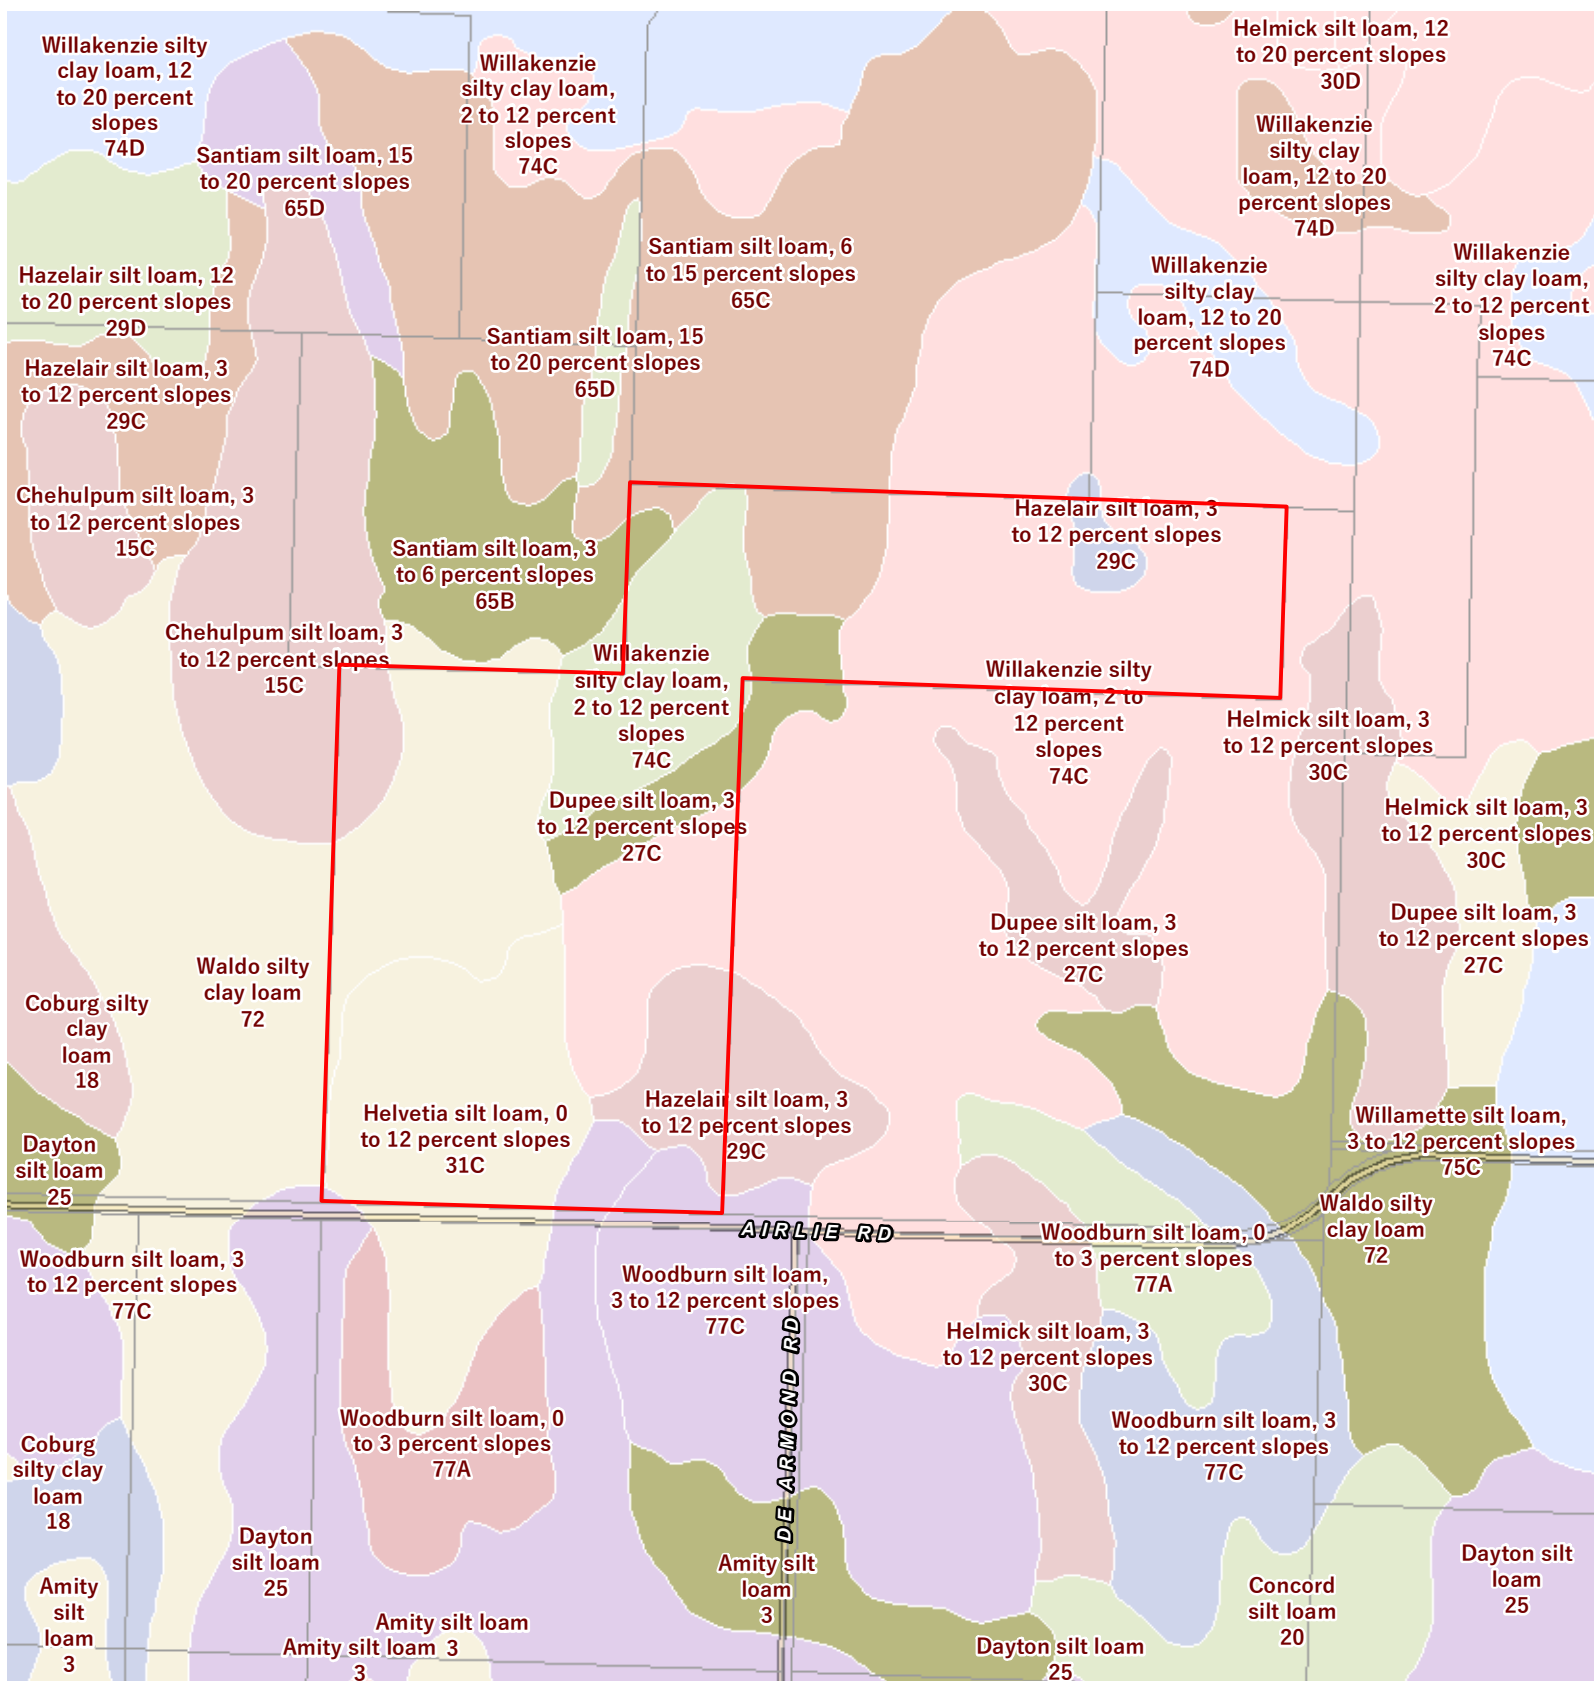 Willakenzie silty
clay loam, 12
to 20 percent
slopes
74D
Willakenzie
silty clay loam,
2 to 12 percent
slopes
74C
Helmick silt loam, 12
to 20 percent slopes
30D
Willakenzie
silty clay
loam, 12 to 20
percent slopes
74D
Santiam silt loam, 15
to 20 percent slopes
65D
Santiam silt loam, 6
to 15 percent slopes
65C
Willakenzie
silty clay
loam, 12 to 20
percent slopes
74D
Willakenzie
silty clay loam,
2 to 12 percent
slopes
74C
Hazelair silt loam, 12
to 20 percent slopes
29D
Santiam silt loam, 15
to 20 percent slopes
65D
Hazelair silt loam, 3
to 12 percent slopes
29C
Chehulpum silt loam, 3
to 12 percent slopes
15C
Santiam silt loam, 3
to 6 percent slopes
65B
Hazelair silt loam, 3
to 12 percent slopes
29C
Chehulpum silt loam, 3
to 12 percent slopes
15C
Willakenzie
silty clay loam,
2 to 12 percent
slopes
74C
Willakenzie silty
clay loam, 2 to
12 percent
slopes
74C
Helmick silt loam, 3
to 12 percent slopes
30C
Dupee silt loam, 3
to 12 percent slopes
27C
Helmick silt loam, 3
to 12 percent slopes
30C
Dupee silt loam, 3
to 12 percent slopes
27C
Dupee silt loam, 3
to 12 percent slopes
27C
Waldo silty
clay loam
72
Coburg silty
clay
loam
18
Helvetia silt loam, 0
to 12 percent slopes
31C
Hazelair silt loam, 3
to 12 percent slopes
29C
Willamette silt loam,
3 to 12 percent slopes
75C
Dayton
silt loam
25
Waldo silty
clay loam
72
AIRLIE RD
Woodburn silt loam, 0
to 3 percent slopes
77A
Woodburn silt loam, 3
to 12 percent slopes
77C
Woodburn silt loam,
3 to 12 percent slopes
77C
DE ARMOND RD
Helmick silt loam, 3
to 12 percent slopes
30C
Woodburn silt loam, 0
to 3 percent slopes
77A
Woodburn silt loam, 3
to 12 percent slopes
77C
Coburg
silty clay
loam
18
Dayton
silt loam
25
Amity silt
loam
3
Dayton silt
loam
25
Concord
silt loam
20
Amity
silt
loam
3
Amity silt loam
3
Amity silt loam
3
Dayton silt loam
25